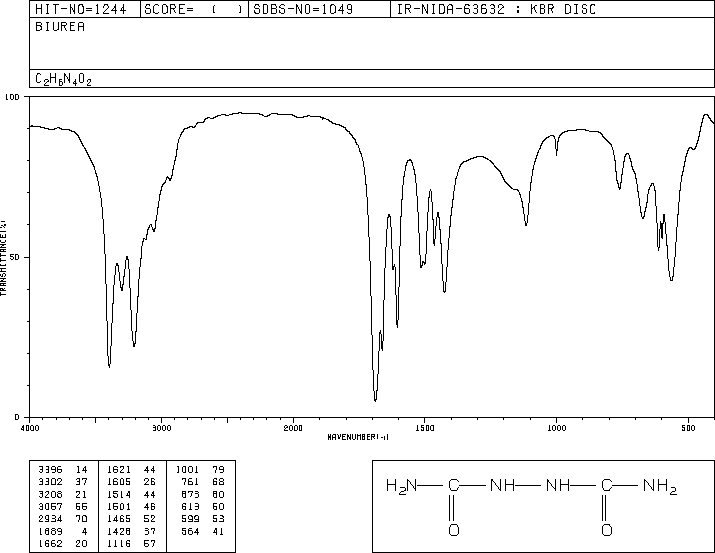 HIT-NO=1244 SCORE= ( ) SDBS-NO=1049 IR-NIDA-63632 : KBR DISC
BIUREA
C2H6N4O2
100
TRANSMITTANCE(%)
50
0
4000 3000 2000 1500 1000 500
WAVENUMBER(-1)
3396 14 1621 44 1001 79
3302 37 1605 26 761 68
3208 21 1514 44 673 60
3057 55 1501 46 613 50
2934 70 1465 52 599 53
1689 4 1428 37 564 41
1662 20 1116 57
H2N C NH NH C NH2
O O